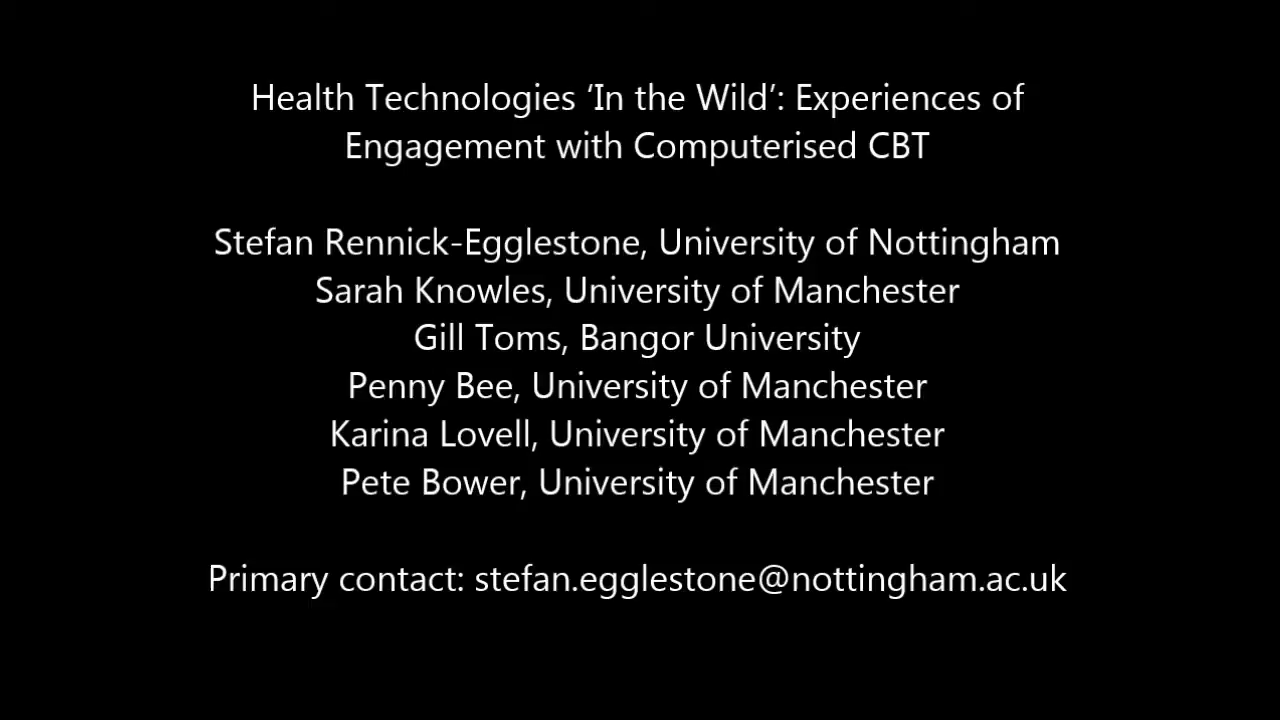 Health Technologies ‘In the Wild’: Experiences of
Engagement with Computerised CBT
Stefan Rennick-Egglestone, University of Nottingham
Sarah Knowles, University of Manchester
Gill Toms, Bangor University
Penny Bee, University of Manchester
Karina Lovell, University of Manchester
Pete Bower, University of Manchester
Primary contact: stefan.egglestone@nottingham.ac.uk